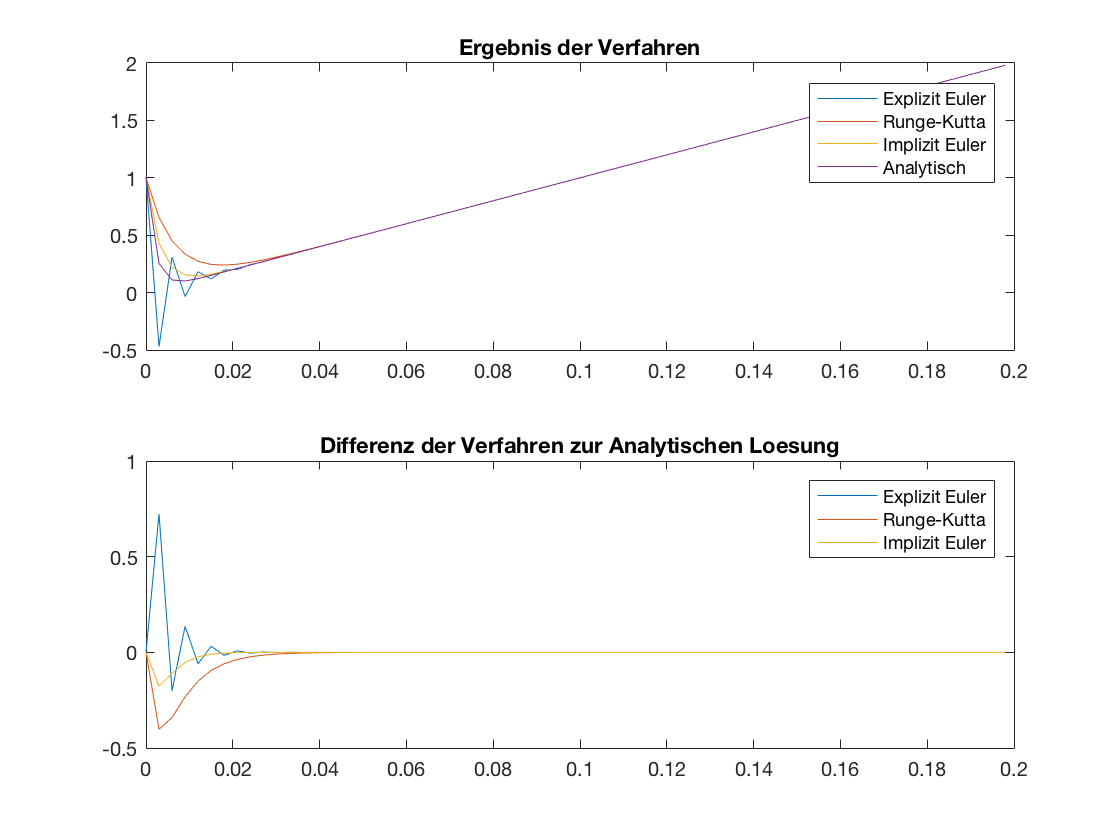 Ergebnis der Verfahren
2
1.5
1
0.5
0
-0.5
0 0.02 0.04 0.06 0.08 0.1 0.12 0.14 0.16 0.18 0.2
Explizit Euler
Runge-Kutta
Implizit Euler
Analytisch
Differenz der Verfahren zur Analytischen Loesung
1
0.5
0
-0.5
0 0.02 0.04 0.06 0.08 0.1 0.12 0.14 0.16 0.18 0.2
Explizit Euler
Runge-Kutta
Implizit Euler